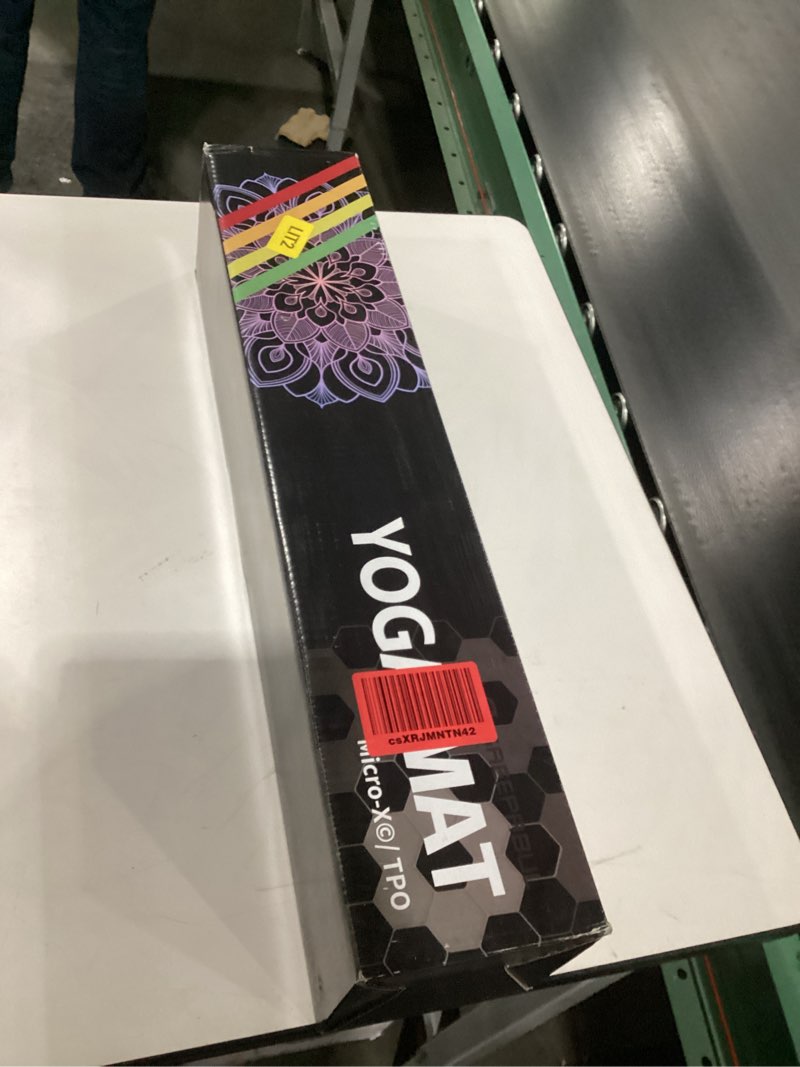 LIT2
YOGA MAT
csXRJMNTN42
Micro-X©/ TPO